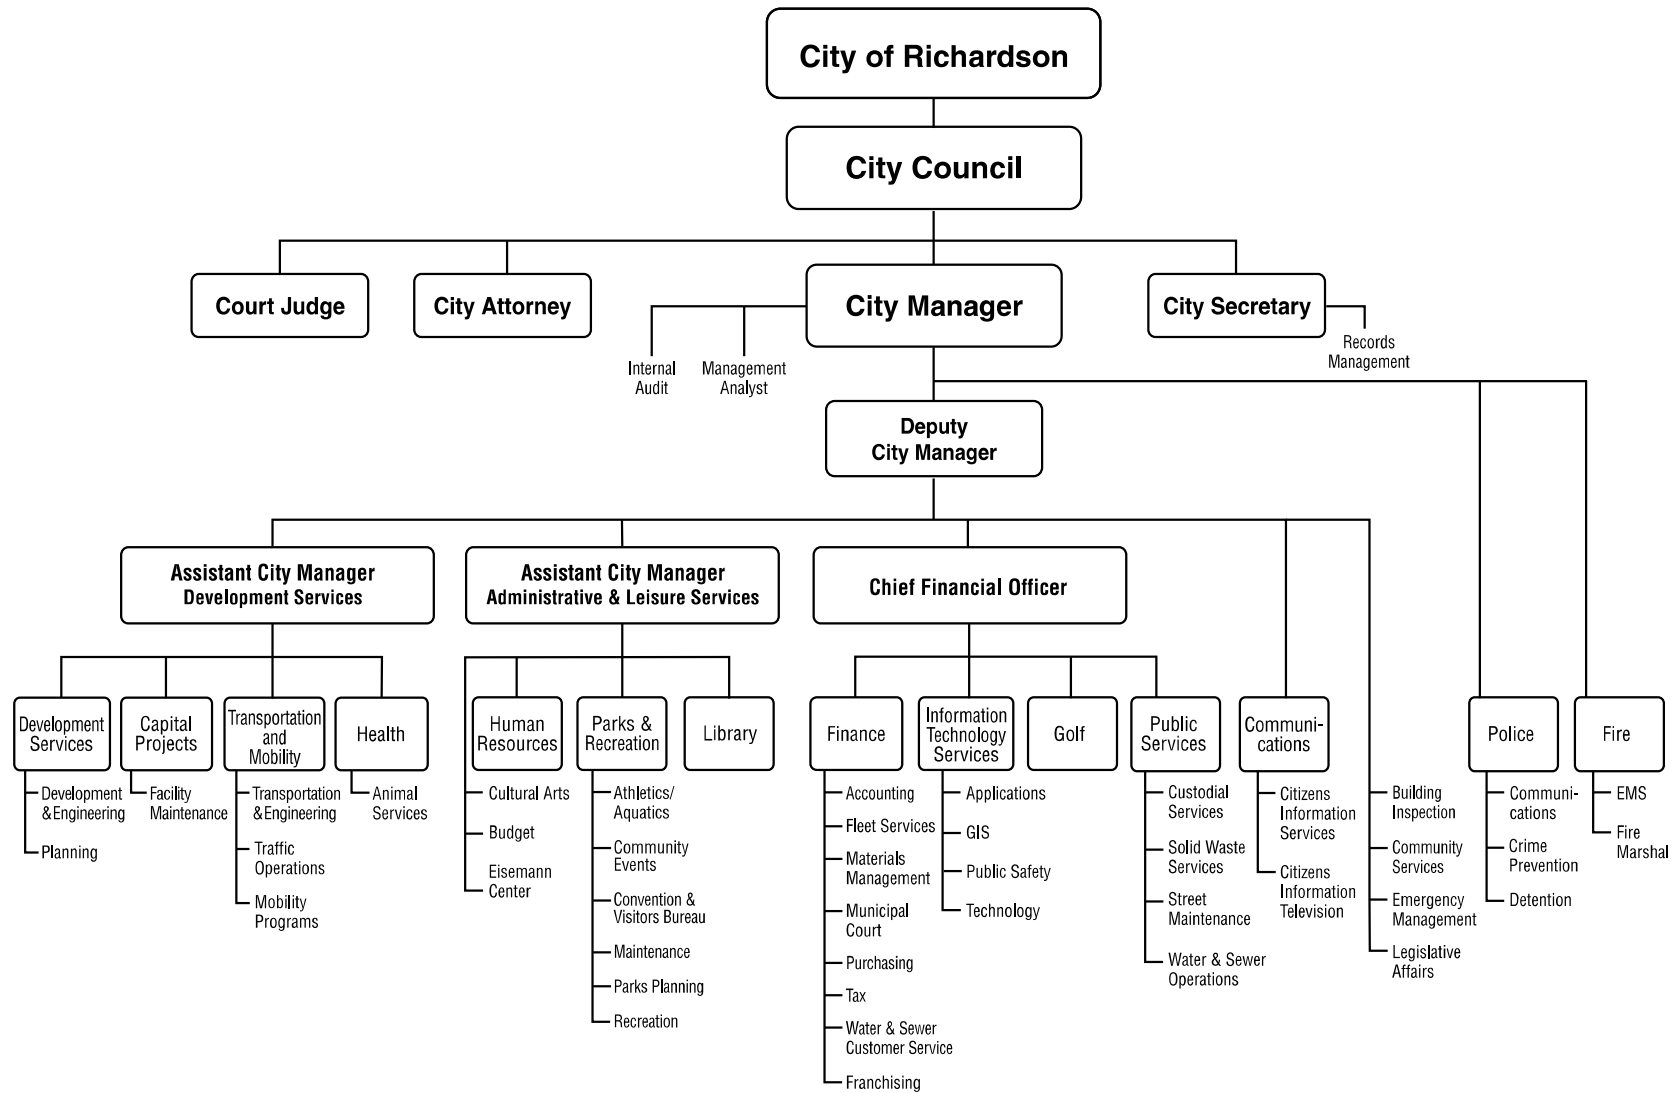 City of Richardson
City Council
Court Judge
City Attorney
City Manager
City Secretary
Internal
Audit
Management
Analyst
Records
Management
Deputy
City Manager
Assistant City Manager
Development Services
Assistant City Manager
Administrative & Leisure Services
Chief Financial Officer
Development
Services
Capital
Projects
Transportation
and
Mobility
Health
Human
Resources
Parks &
Recreation
Library
Finance
Information
Technology
Services
Golf
Public
Services
Communi-
cations
Police
Fire
Development
& Engineering
Planning
Facility
Maintenance
Transportation
& Engineering
Traffic
Operations
Mobility
Programs
Animal
Services
Cultural Arts
Budget
Eisemann
Center
Athletics/
Aquatics
Community
Events
Convention &
Visitors Bureau
Maintenance
Parks Planning
Recreation
Accounting
Fleet Services
Materials
Management
Municipal
Court
Purchasing
Tax
Water & Sewer
Customer Service
Franchising
Applications
GIS
Public Safety
Technology
Custodial
Services
Solid Waste
Services
Street
Maintenance
Water & Sewer
Operations
Citizens
Information
Services
Citizens
Information
Television
Building
Inspection
Community
Services
Emergency
Management
Legislative
Affairs
Communi-
cations
Crime
Prevention
Detention
EMS
Fire
Marshal